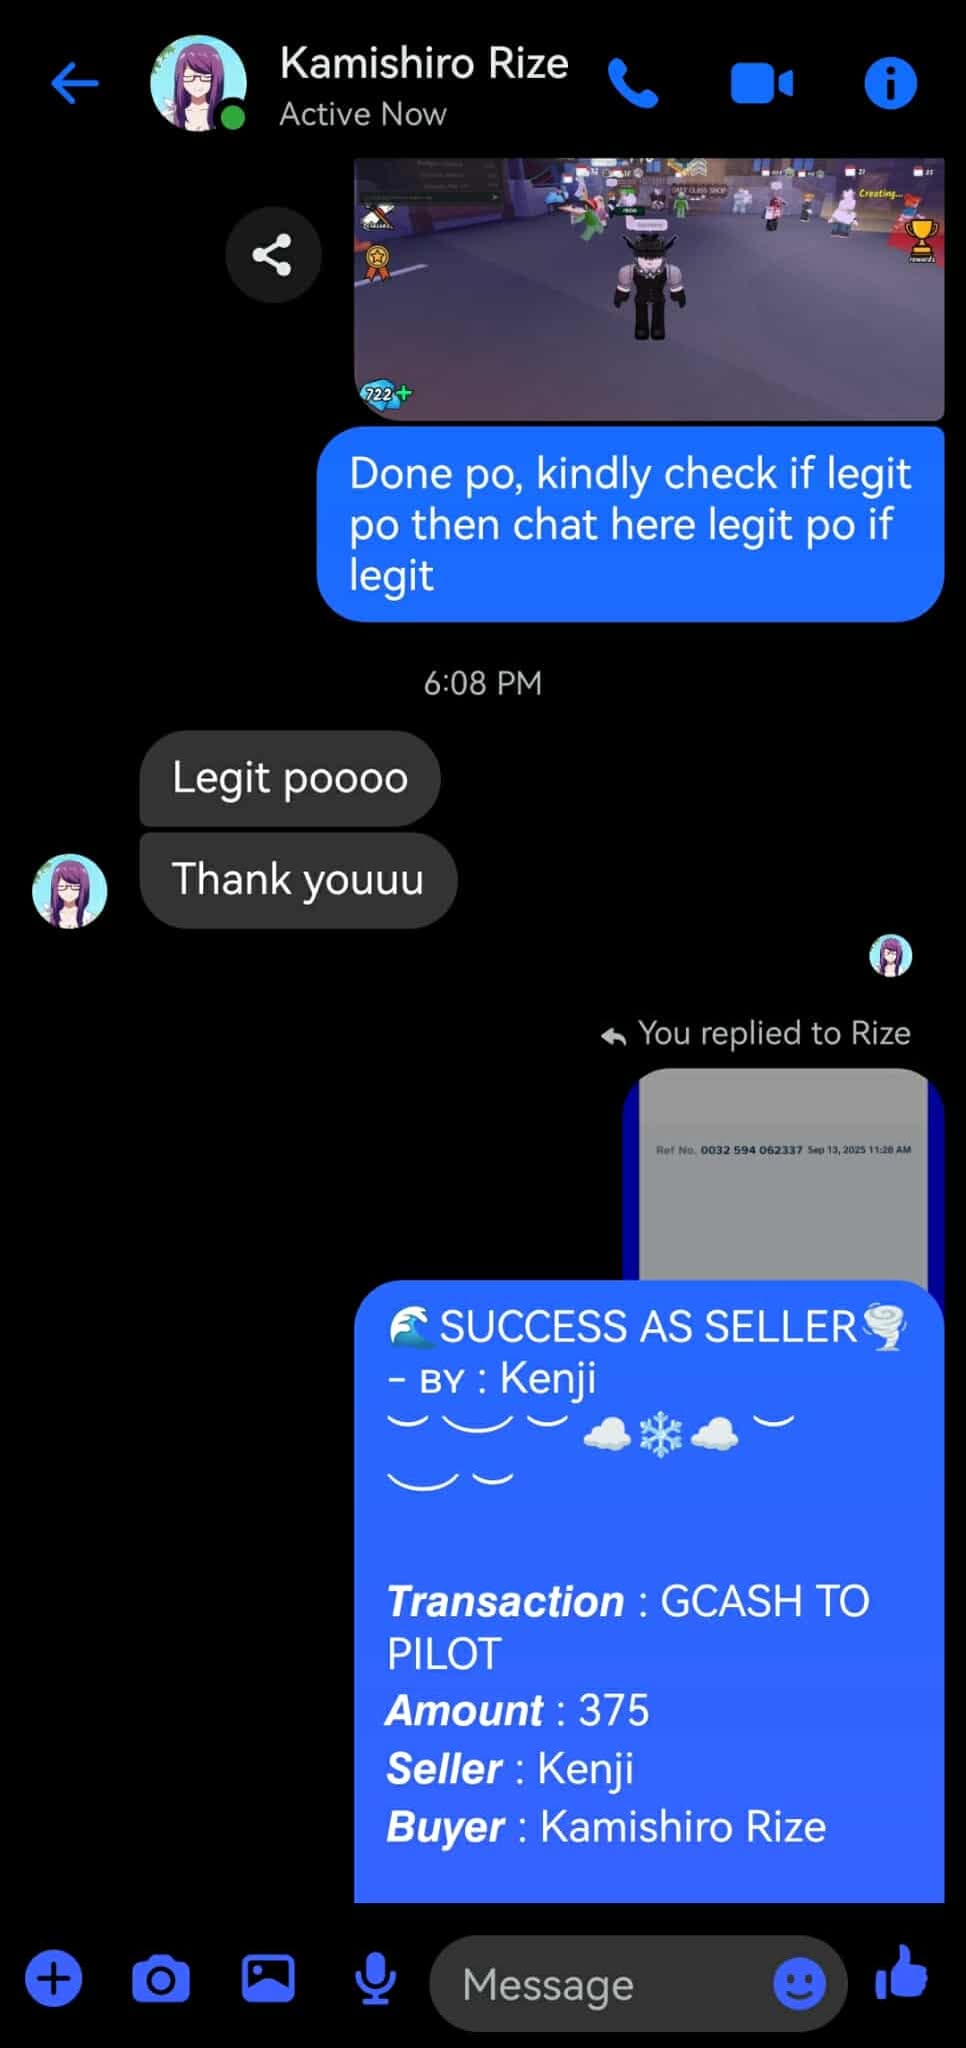 Kamishiro Rize
Active Now
Creating...
rewards
722+
Done po, kindly check if legit
po then chat here legit po if
legit
6:08 PM
Legit poooo
Thank youuu
You replied to Rize
Ref No. 0032 594 062337 Sep 13, 2025 11:28 AM
🌊SUCCESS AS SELLER🌪️
- ʙʏ : Kenji
︶ ︶ ︶ ☁️❄️☁️ ︶
︶ ︶
Transaction : GCASH TO
PILOT
Amount : 375
Seller : Kenji
Buyer : Kamishiro Rize
Message